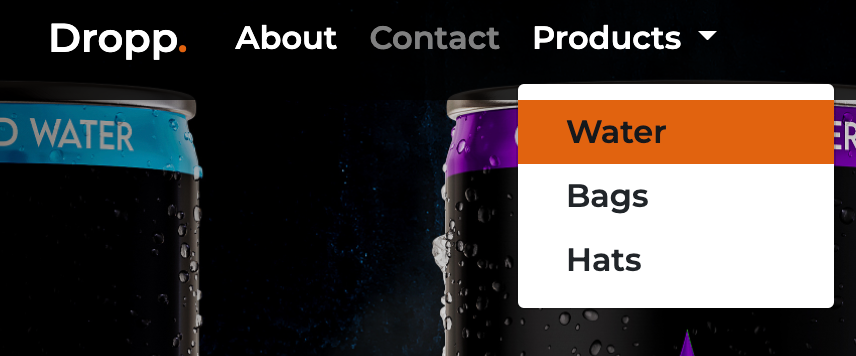 Dropp. About Contact Products
D WATER
Water
Bags
Hats